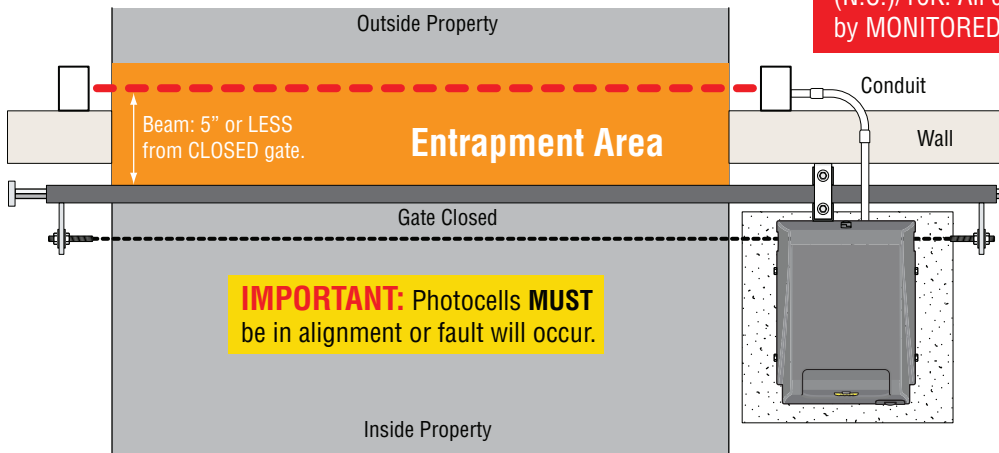 Outside Property
by MONITORED
Conduit
Beam: 5” or LESS
from CLOSED gate.
Entrapment Area
Wall
Gate Closed
IMPORTANT: Photocells MUST
be in alignment or fault will occur.
Inside Property